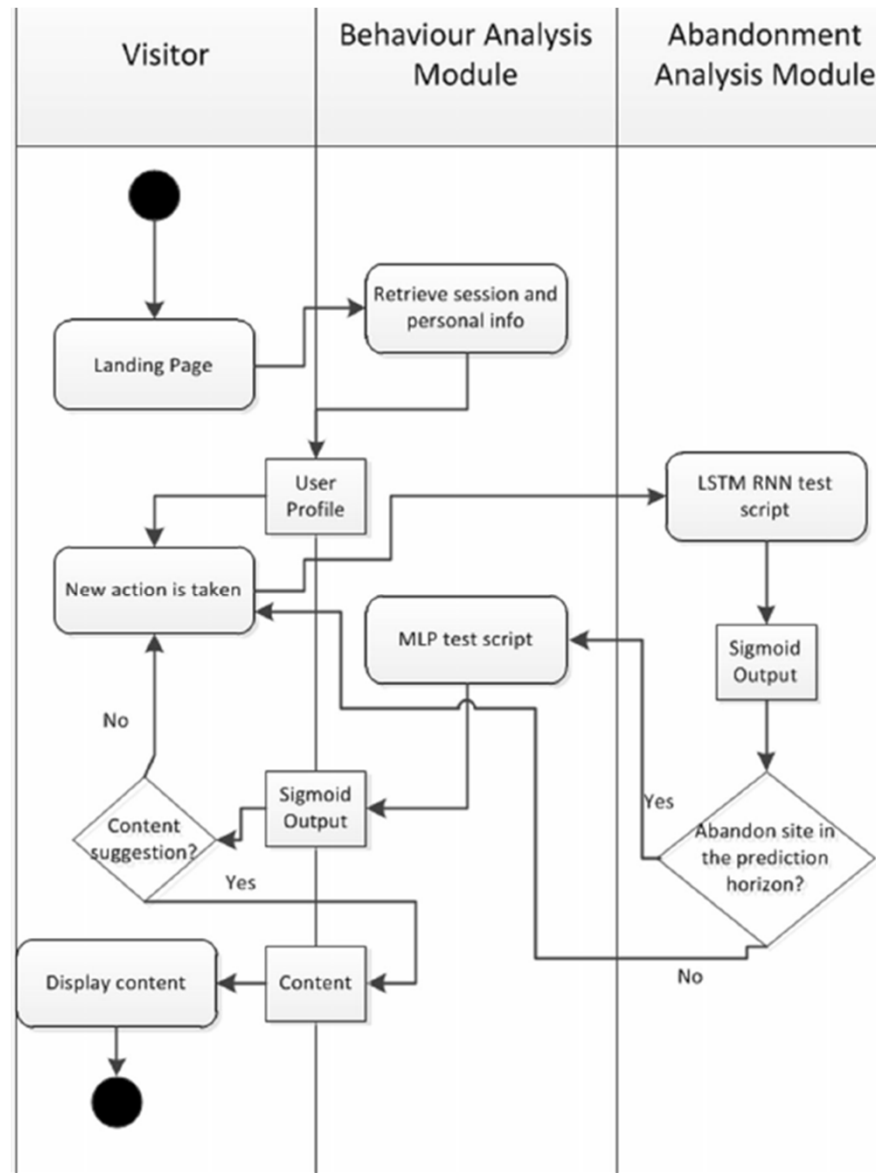 Visitor
Behaviour Analysis
Module
Abandonment
Analysis Module
Retrieve session and
personal info
Landing Page
User
Profile
LSTM RNN test
script
New action is taken
MLP test script
Sigmoid
Output
No
Sigmoid
Output
Yes
Content
suggestion?
Abandon site in
the prediction
horizon?
Yes
Display content
Content
No